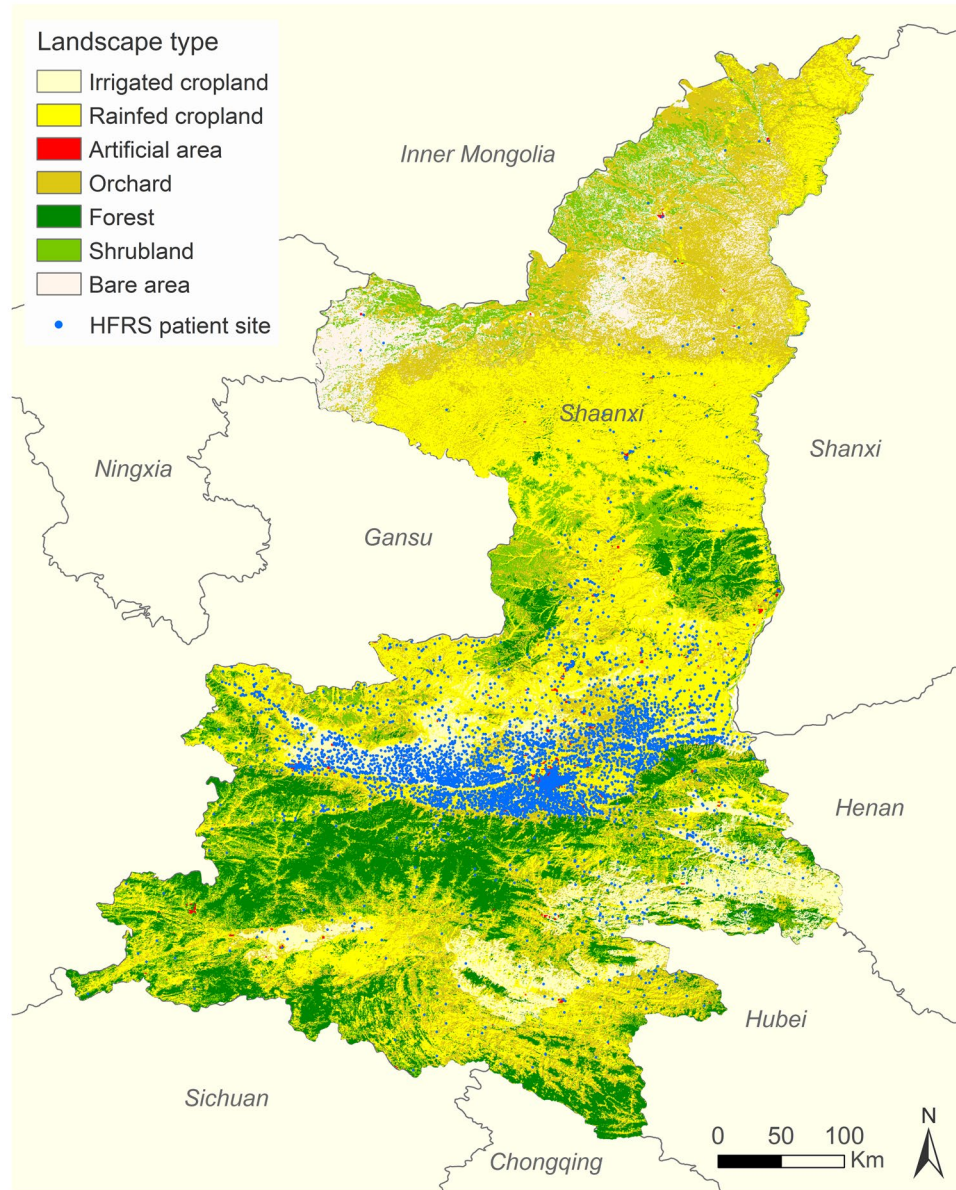 Landscape type
Irrigated cropland
Rainfed cropland
Artificial area
Orchard
Forest
Shrubland
Bare area
HFRS patient site
Inner Mongolia
Shaanxi
Shanxi
Ningxia
Gansu
Henan
Hubei
Sichuan
Chongqing
0 50 100
Km
N